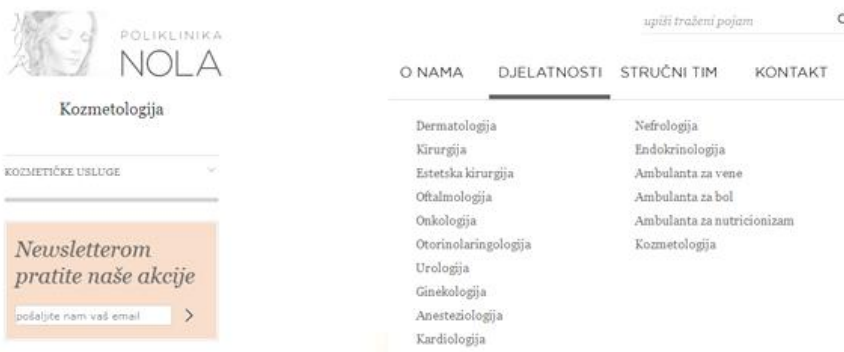 POLIKLINIKA
NOLA
Kozmetologija
KOZMETIČKE USLUGE
Newsletterom
pratite naše akcije
pošaljite nam vaš email
upiši traženi pojam
O NAMA DJELATNOSTI STRUČNI TIM KONTAKT
Dermatologija
Kirurgija
Estetska kirurgija
Oftalmologija
Onkologija
Otorinolaringologija
Urologija
Ginekologija
Anesteziologija
Kardiologija
Nefrologija
Endokrinologija
Ambulanta za vene
Ambulanta za bol
Ambulanta za nutricionizam
Kozmetologija